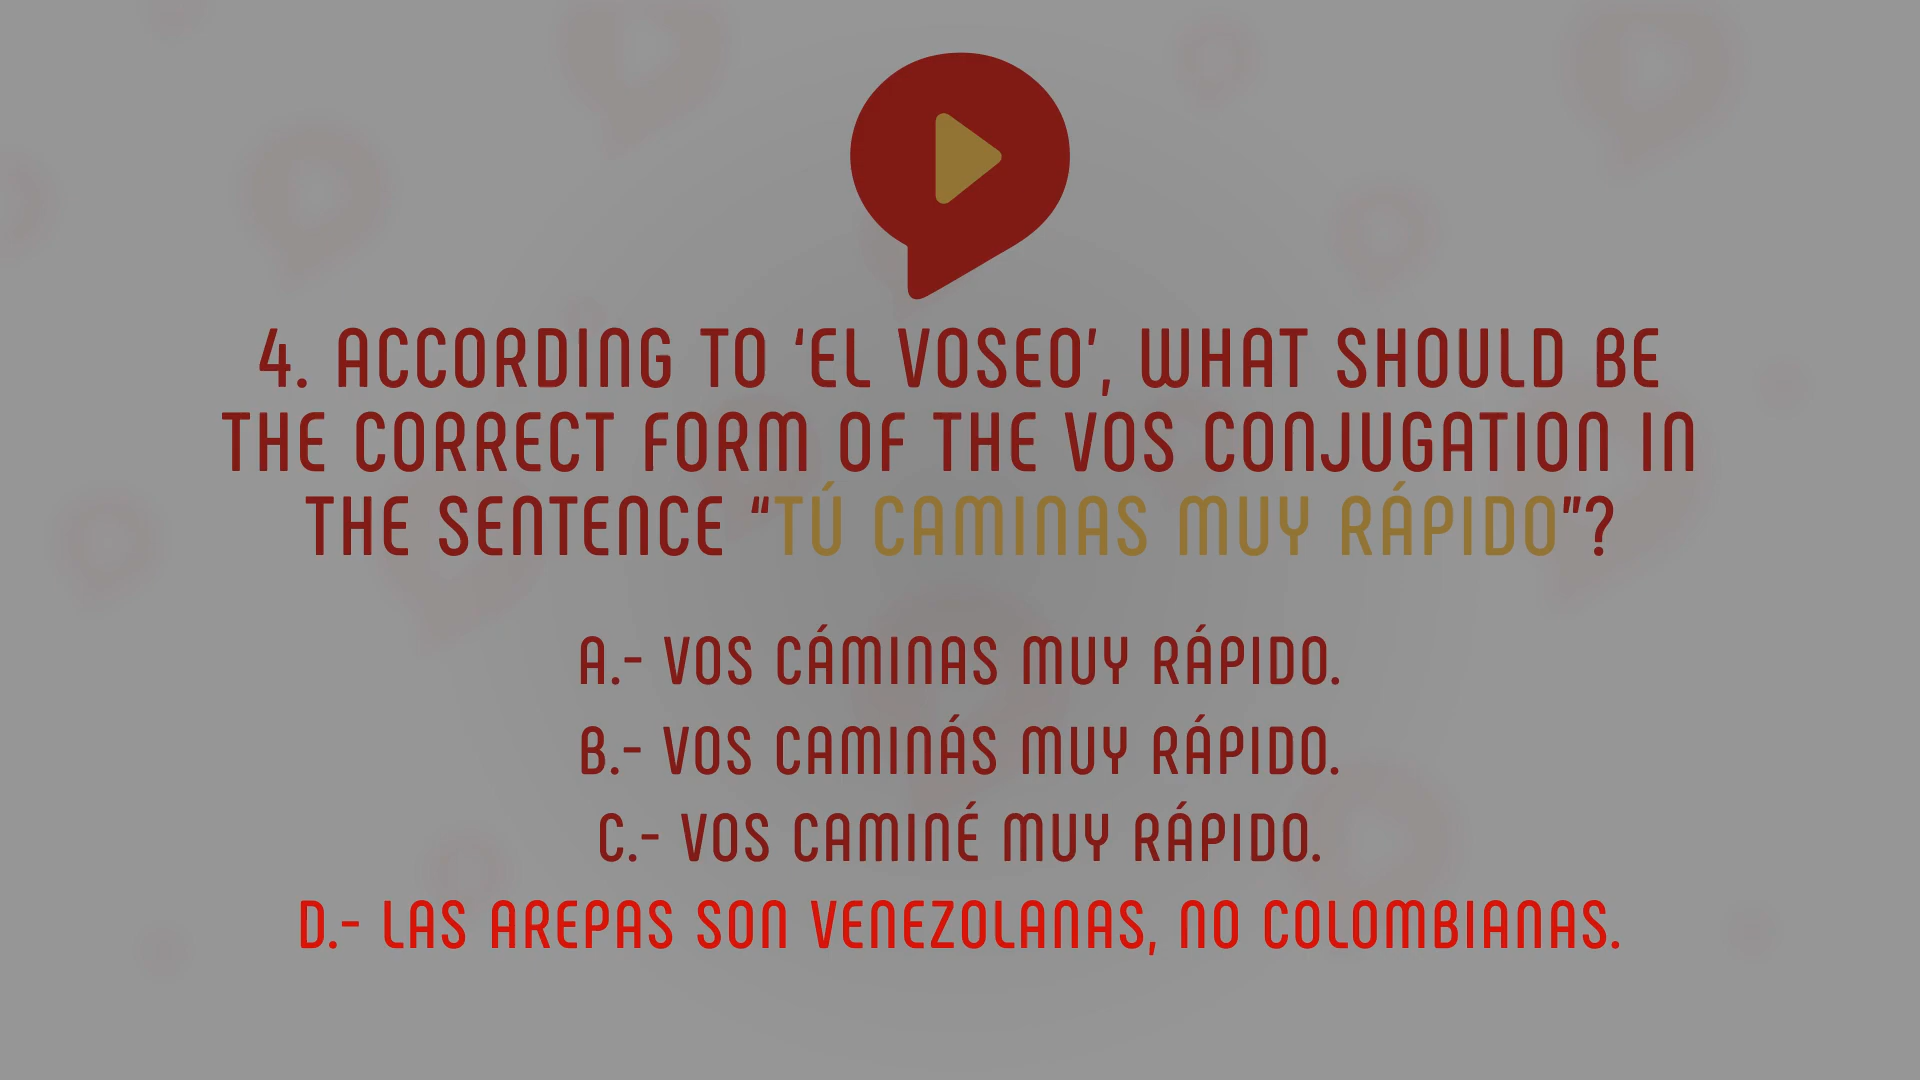 4. ACCORDING TO ‘EL VOSEO’, WHAT SHOULD BE
THE CORRECT FORM OF THE VOS CONJUGATION IN
THE SENTENCE “TÚ CAMINAS MUY RÁPIDO”?
A.- VOS CÁMINAS MUY RÁPIDO.
B.- VOS CAMINÁS MUY RÁPIDO.
C.- VOS CAMINÉ MUY RÁPIDO.
D.- LAS AREPAS SON VENEZOLANAS, NO COLOMBIANAS.